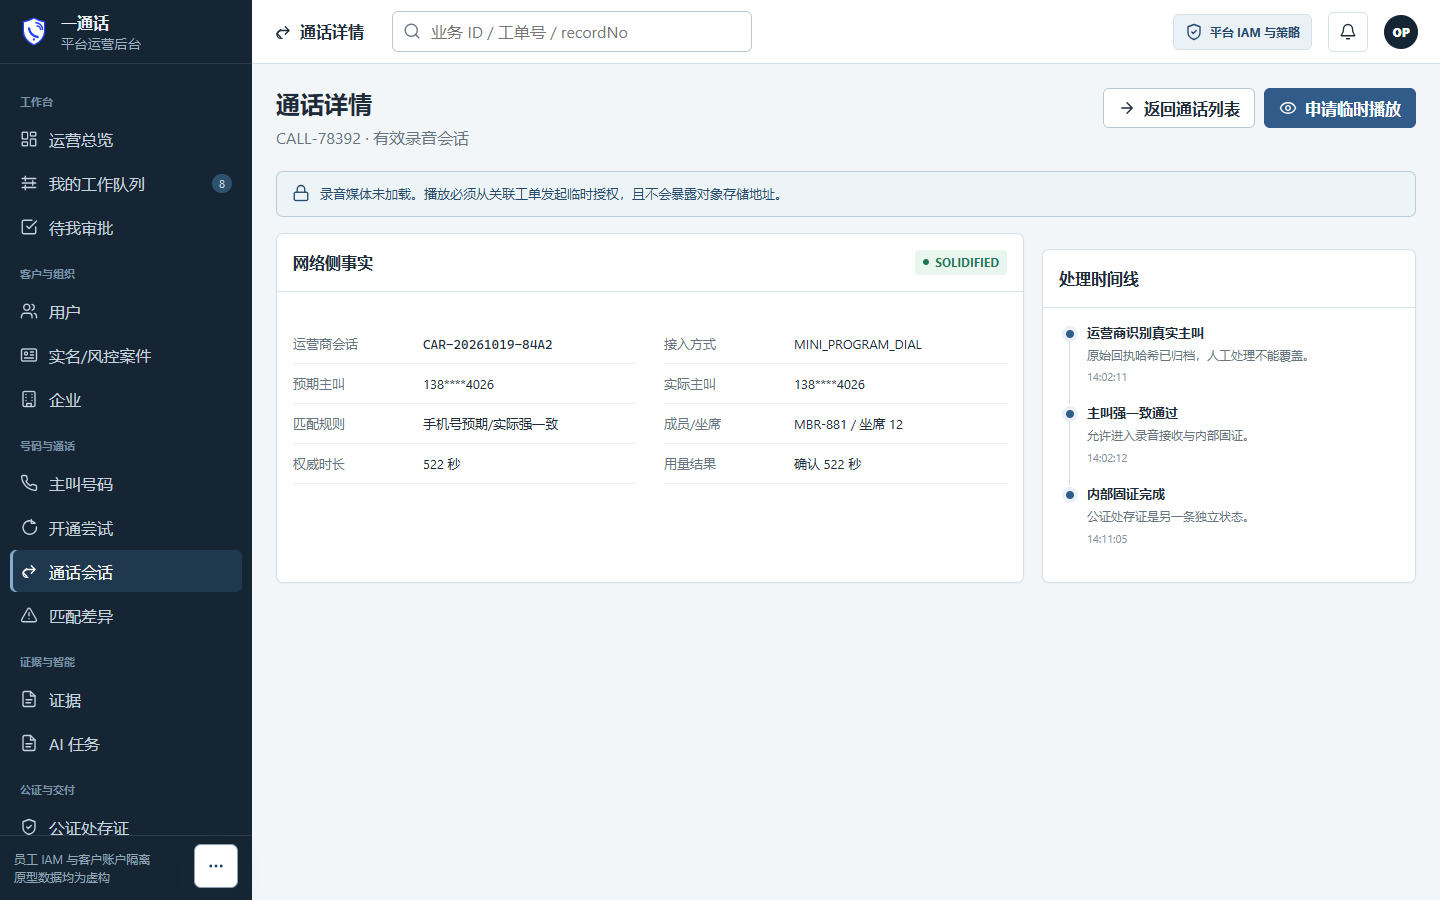 一通话
平台运营后台
工作台
运营总览
我的工作队列
8
待我审批
客户与组织
用户
实名/风控案件
企业
号码与通话
主叫号码
开通尝试
通话会话
匹配差异
证据与智能
证据
AI 任务
公证与交付
公证处存证
员工 IAM 与客户账户隔离
原型数据均为虚构
通话详情
业务 ID / 工单号 / recordNo
平台 IAM 与策略
OP
通话详情
CALL-78392 · 有效录音会话
返回通话列表
申请临时播放
录音媒体未加载。播放必须从关联工单发起临时授权，且不会暴露对象存储地址。
网络侧事实
SOLIDIFIED
运营商会话 CAR-20261019-84A2 接入方式 MINI_PROGRAM_DIAL
预期主叫 138****4026 实际主叫 138****4026
匹配规则 手机号预期/实际强一致 成员/坐席 MBR-881 / 坐席 12
权威时长 522 秒 用量结果 确认 522 秒
处理时间线
运营商识别真实主叫
原始回执哈希已归档，人工处理不能覆盖。
14:02:11
主叫强一致通过
允许进入录音接收与内部固证。
14:02:12
内部固证完成
公证处存证是另一条独立状态。
14:11:05